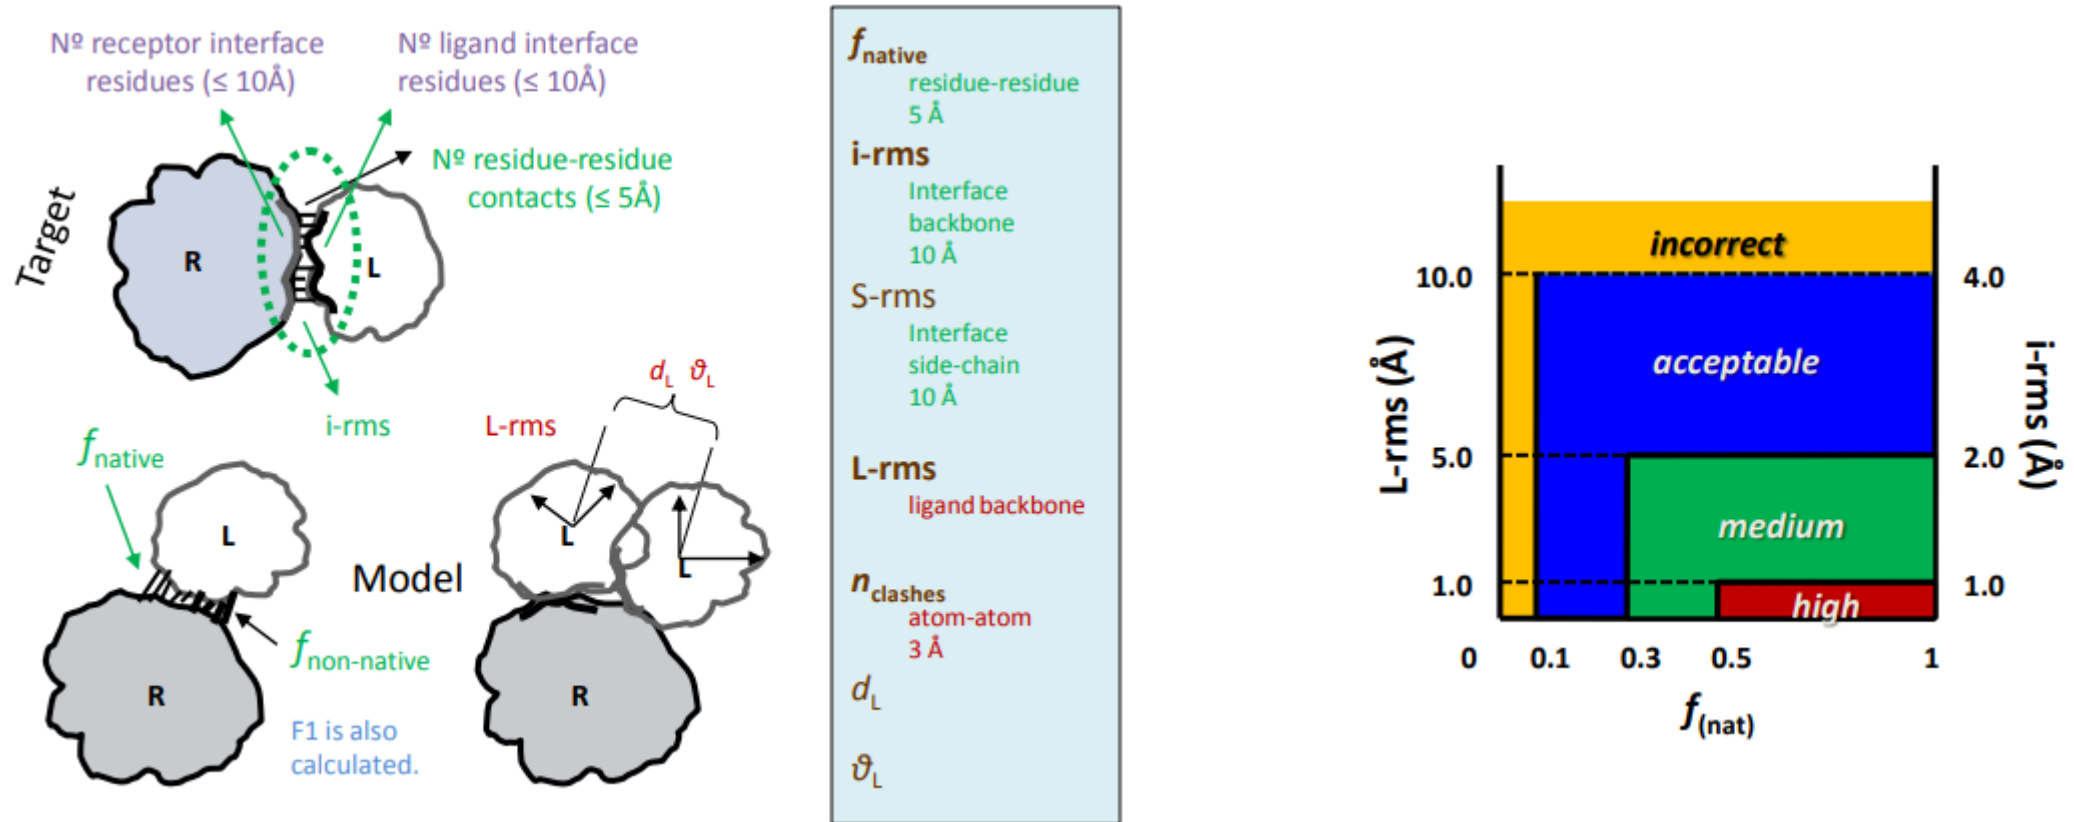 Nº receptor interface
residues (≤ 10Å)
Nº ligand interface
residues (≤ 10Å)
Nº residue-residue
contacts (≤ 5Å)
Target
R
L
i-rms
fnative
L
Model
R
fnon-native
F1 is also
calculated.
L-rms
dL ϑL
L
L
R
fnative
residue-residue
5 Å
i-rms
Interface
backbone
10 Å
S-rms
Interface
side-chain
10 Å
L-rms
ligand backbone
nclashes
atom-atom
3 Å
dL
ϑL
incorrect
acceptable
medium
high
L-rms (Å)
10.0
5.0
1.0
i-rms (Å)
4.0
2.0
1.0
0 0.1 0.3 0.5 1
f(nat)